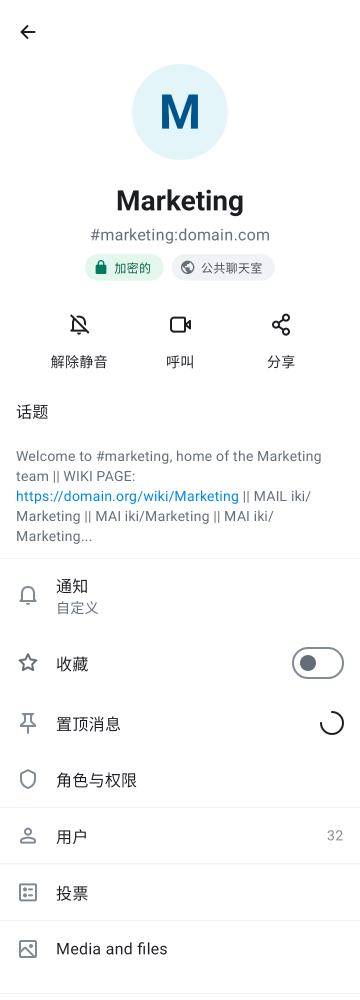 M
Marketing
#marketing:domain.com
加密的 公共聊天室
解除静音 呼叫 分享
话题
Welcome to #marketing, home of the Marketing
team || WIKI PAGE:
https://domain.org/wiki/Marketing || MAIL iki/
Marketing || MAI iki/Marketing || MAI iki/
Marketing...
通知
自定义
收藏
置顶消息
角色与权限
用户 32
投票
Media and files